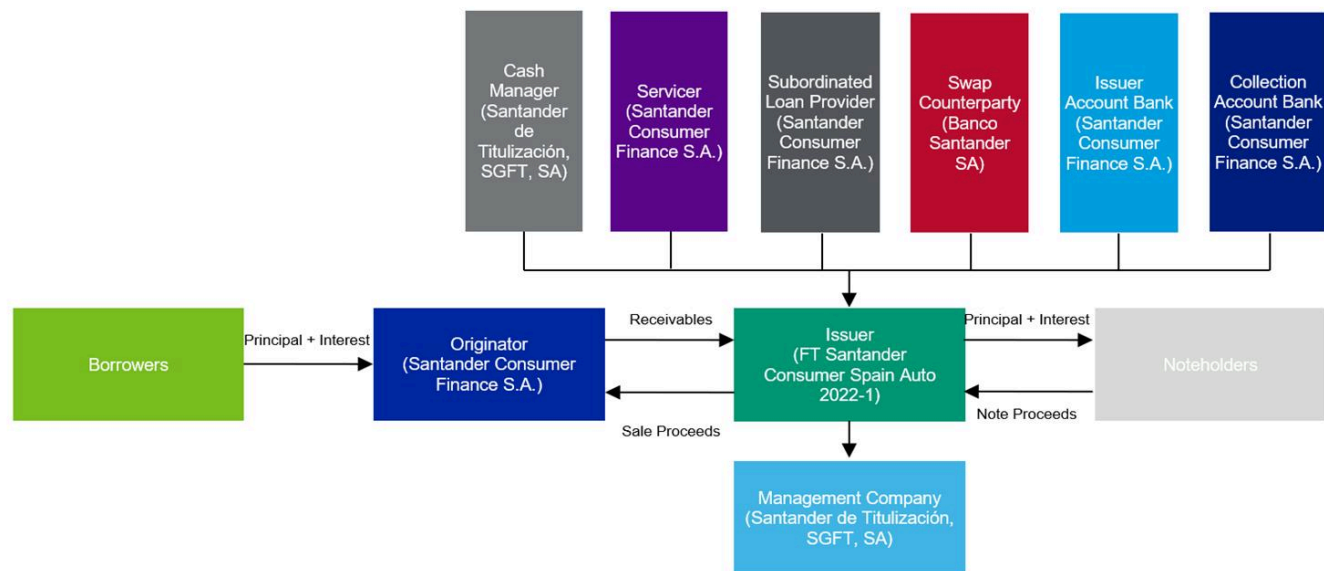 Cash
Manager
(Santander
de
Titulización,
SGFT, SA)
Servicer
(Santander
Consumer
Finance S.A.)
Subordinated
Loan Provider
(Santander
Consumer
Finance S.A.)
Swap
Counterparty
(Banco
Santander
SA)
Issuer
Account Bank
(Santander
Consumer
Finance S.A.)
Collection
Account Bank
(Santander
Consumer
Finance S.A.)
Borrowers
Principal + Interest
Originator
(Santander Consumer
Finance S.A.)
Receivables
Sale Proceeds
Issuer
(FT Santander
Consumer Spain Auto
2022-1)
Principal + Interest
Note Proceeds
Noteholders
Management Company
(Santander de Titulización,
SGFT, SA)